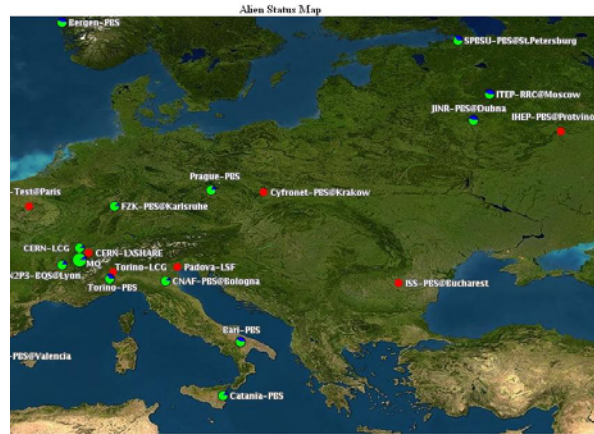 Alien Status Map
Bergen-PBS
SPBSU-PBS@St.Petersburg
ITEP-RRC@Moscow
JINR-PBS@Dubna
IHEP-PBS@Protvino
Prague-PBS
-Test@Paris
Cyfronet-PBS@Krakow
FZK-PBS@Karlsruhe
CERN-LCG
CERN-LXSHARE
MQ
Torino-LCG
Padova-LSF
N2P3-BQS@Lyon
CNAF-PBS@Bologna
ISS-PBS@Bucharest
Torino-PBS
Bari-PBS
-PBS@Valencia
Catania-PBS